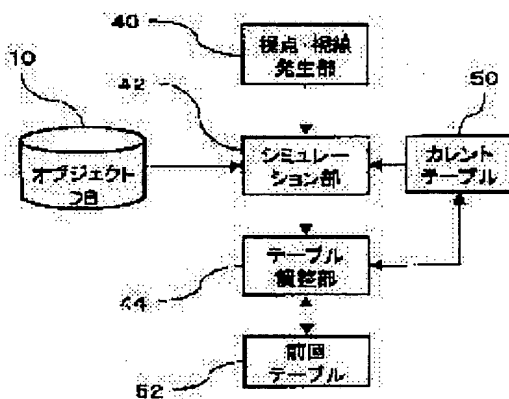 40
視点・視線
発生部
10
42
50
オブジェクト
シミュレー
ション部
カレント
テーブル
テーブル
調整部
44
前回
テーブル
52